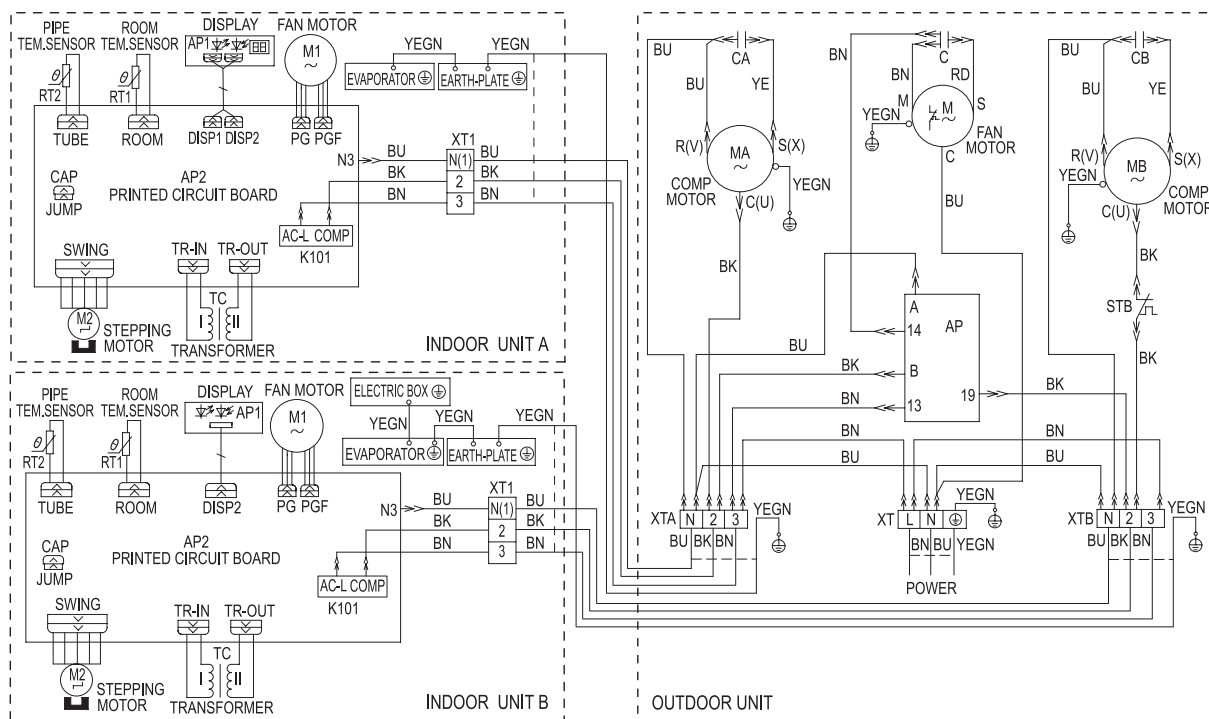 PIPE
TEM.SENSOR
ROOM
TEM.SENSOR
DISPLAY
FAN MOTOR
AP1
M1
~
θ
RT2
θ
RT1
YEGN
YEGN
EVAPORATOR
EARTH-PLATE
TUBE
ROOM
DISP1 DISP2
PG PGF
XT1
N3
BU
N(1)
BU
BK
2
BK
BN
3
BN
AP2
PRINTED CIRCUIT BOARD
CAP
JUMP
AC-L COMP
K101
SWING
TR-IN
TR-OUT
M2
TC
I
II
STEPPING
MOTOR
TRANSFORMER
INDOOR UNIT A
PIPE
TEM.SENSOR
ROOM
TEM.SENSOR
DISPLAY
FAN MOTOR
ELECTRIC BOX
AP1
M1
~
YEGN
YEGN
YEGN
EVAPORATOR
EARTH-PLATE
θ
RT2
θ
RT1
TUBE
ROOM
DISP2
PG PGF
XT1
N3
BU
N(1)
BU
BK
2
BK
BN
3
BN
AP2
PRINTED CIRCUIT BOARD
CAP
JUMP
AC-L COMP
K101
SWING
TR-IN
TR-OUT
M2
TC
I
II
STEPPING
MOTOR
TRANSFORMER
INDOOR UNIT B
BU
CA
BU
YE
R(V)
MA
~
S(X)
YEGN
COMP
MOTOR
C(U)
BK
BN
C
BN
RD
M
M
~
S
YEGN
FAN
MOTOR
C
BU
BU
CB
BU
YE
R(V)
MB
~
S(X)
YEGN
COMP
MOTOR
C(U)
BK
STB
BK
A
AP
14
B
13
19
BU
BK
BN
BK
BN
BN
BU
BU
XTA
N 2 3
YEGN
BU BK BN
XT
L N
YEGN
BN BU YEGN
POWER
XTB
N 2 3
YEGN
BU BK BN
OUTDOOR UNIT